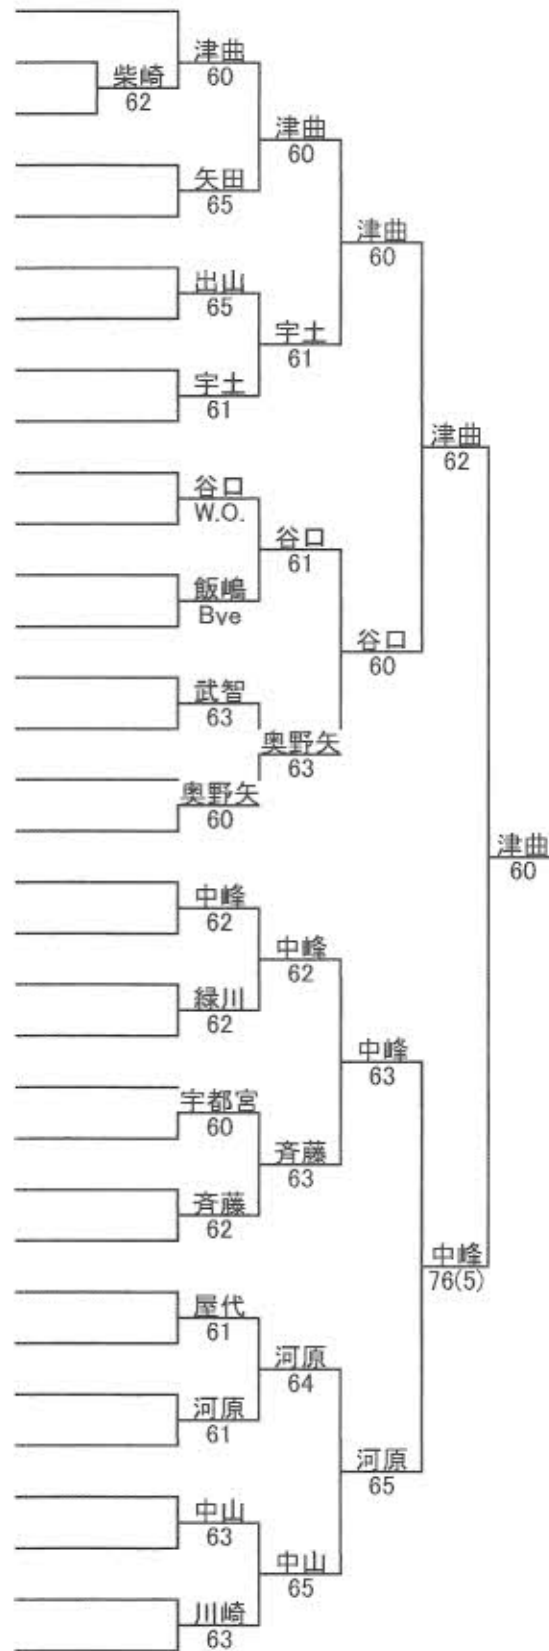 津曲
60
柴崎
62
津曲
60
矢田
65
津曲
60
出山
65
宇土
61
宇土
61
津曲
62
谷口
W.O.
谷口
61
飯嶋
Bye
谷口
60
武智
63
奥野矢
63
奥野矢
60
津曲
60
中峰
62
中峰
62
緑川
62
中峰
63
宇都宮
60
斉藤
63
斉藤
62
中峰
76(5)
屋代
61
河原
64
河原
61
河原
65
中山
63
中山
65
川崎
63